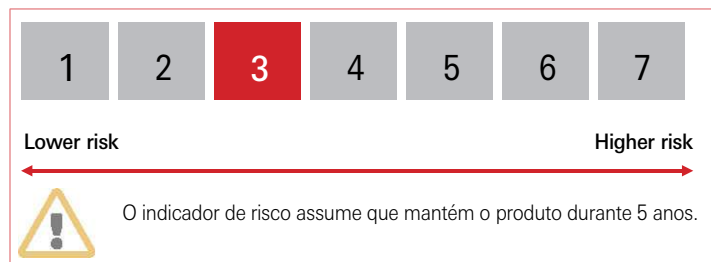 1 2 3 4 5 6 7
Lower risk Higher risk
O indicador de risco assume que mantém o produto durante 5 anos.